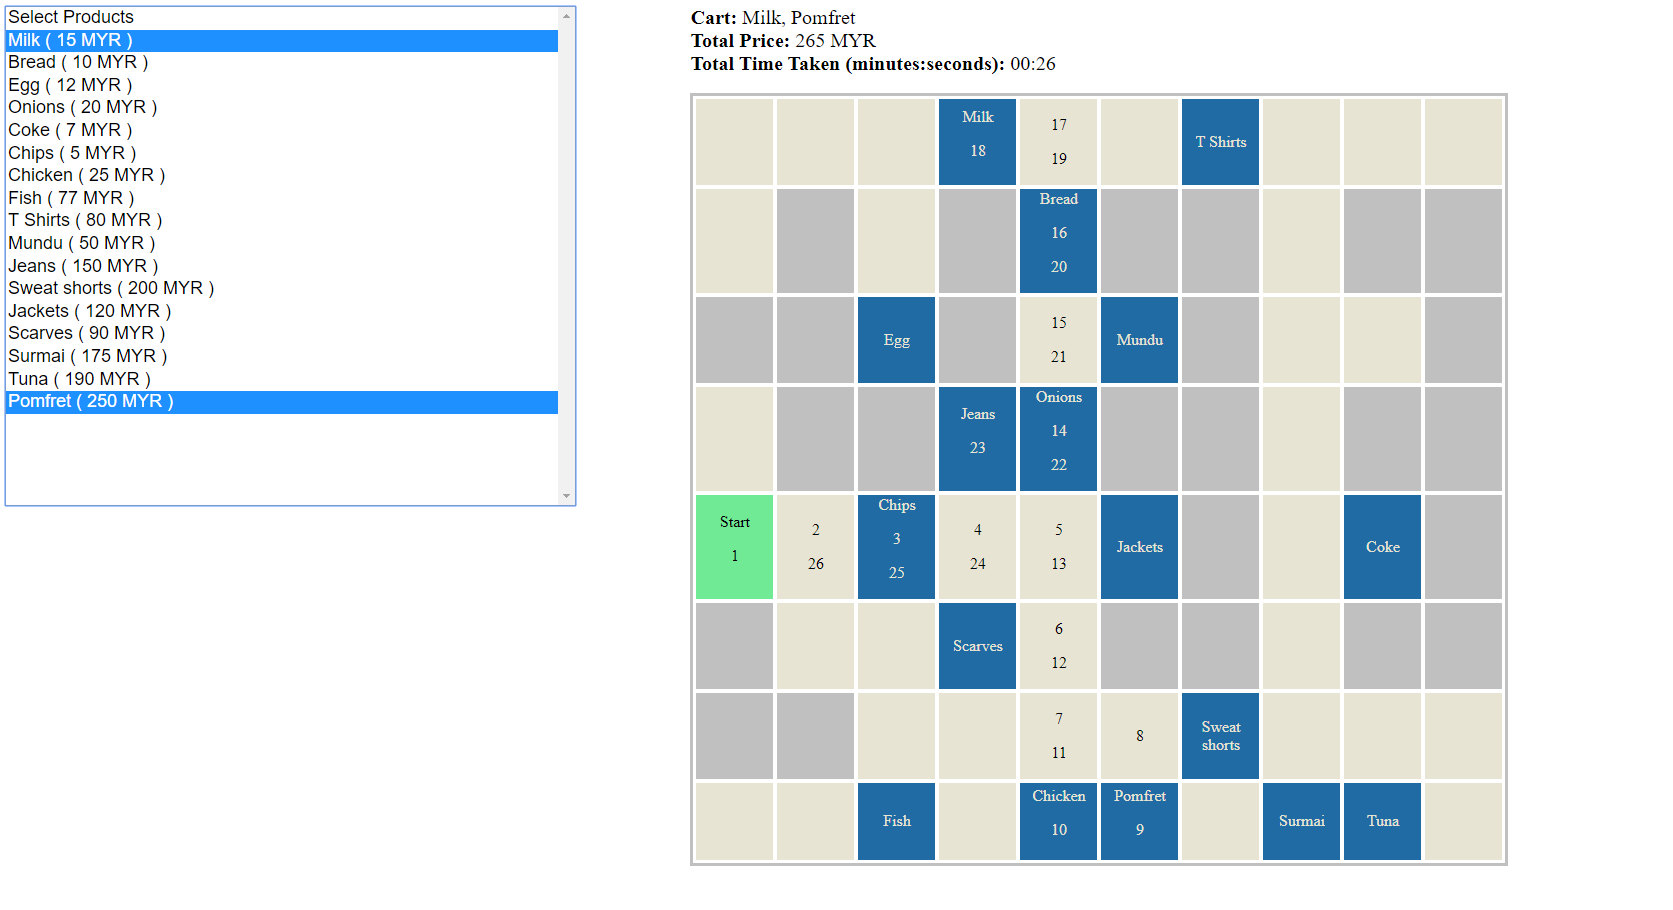 Select Products
Milk ( 15 MYR )
Bread ( 10 MYR )
Egg ( 12 MYR )
Onions ( 20 MYR )
Coke ( 7 MYR )
Chips ( 5 MYR )
Chicken ( 25 MYR )
Fish ( 77 MYR )
T Shirts ( 80 MYR )
Mundu ( 50 MYR )
Jeans ( 150 MYR )
Sweat shorts ( 200 MYR )
Jackets ( 120 MYR )
Scarves ( 90 MYR )
Surmai ( 175 MYR )
Tuna ( 190 MYR )
Pomfret ( 250 MYR )
Cart: Milk, Pomfret
Total Price: 265 MYR
Total Time Taken (minutes:seconds): 00:26
Milk
18
17
19
T Shirts
Bread
16
20
Egg
15
21
Mundu
Jeans
23
Onions
14
22
Start
1
2
26
Chips
3
25
4
24
5
13
Jackets
Coke
Scarves
6
12
7
11
8
Sweat
shorts
Fish
Chicken
10
Pomfret
9
Surmai
Tuna